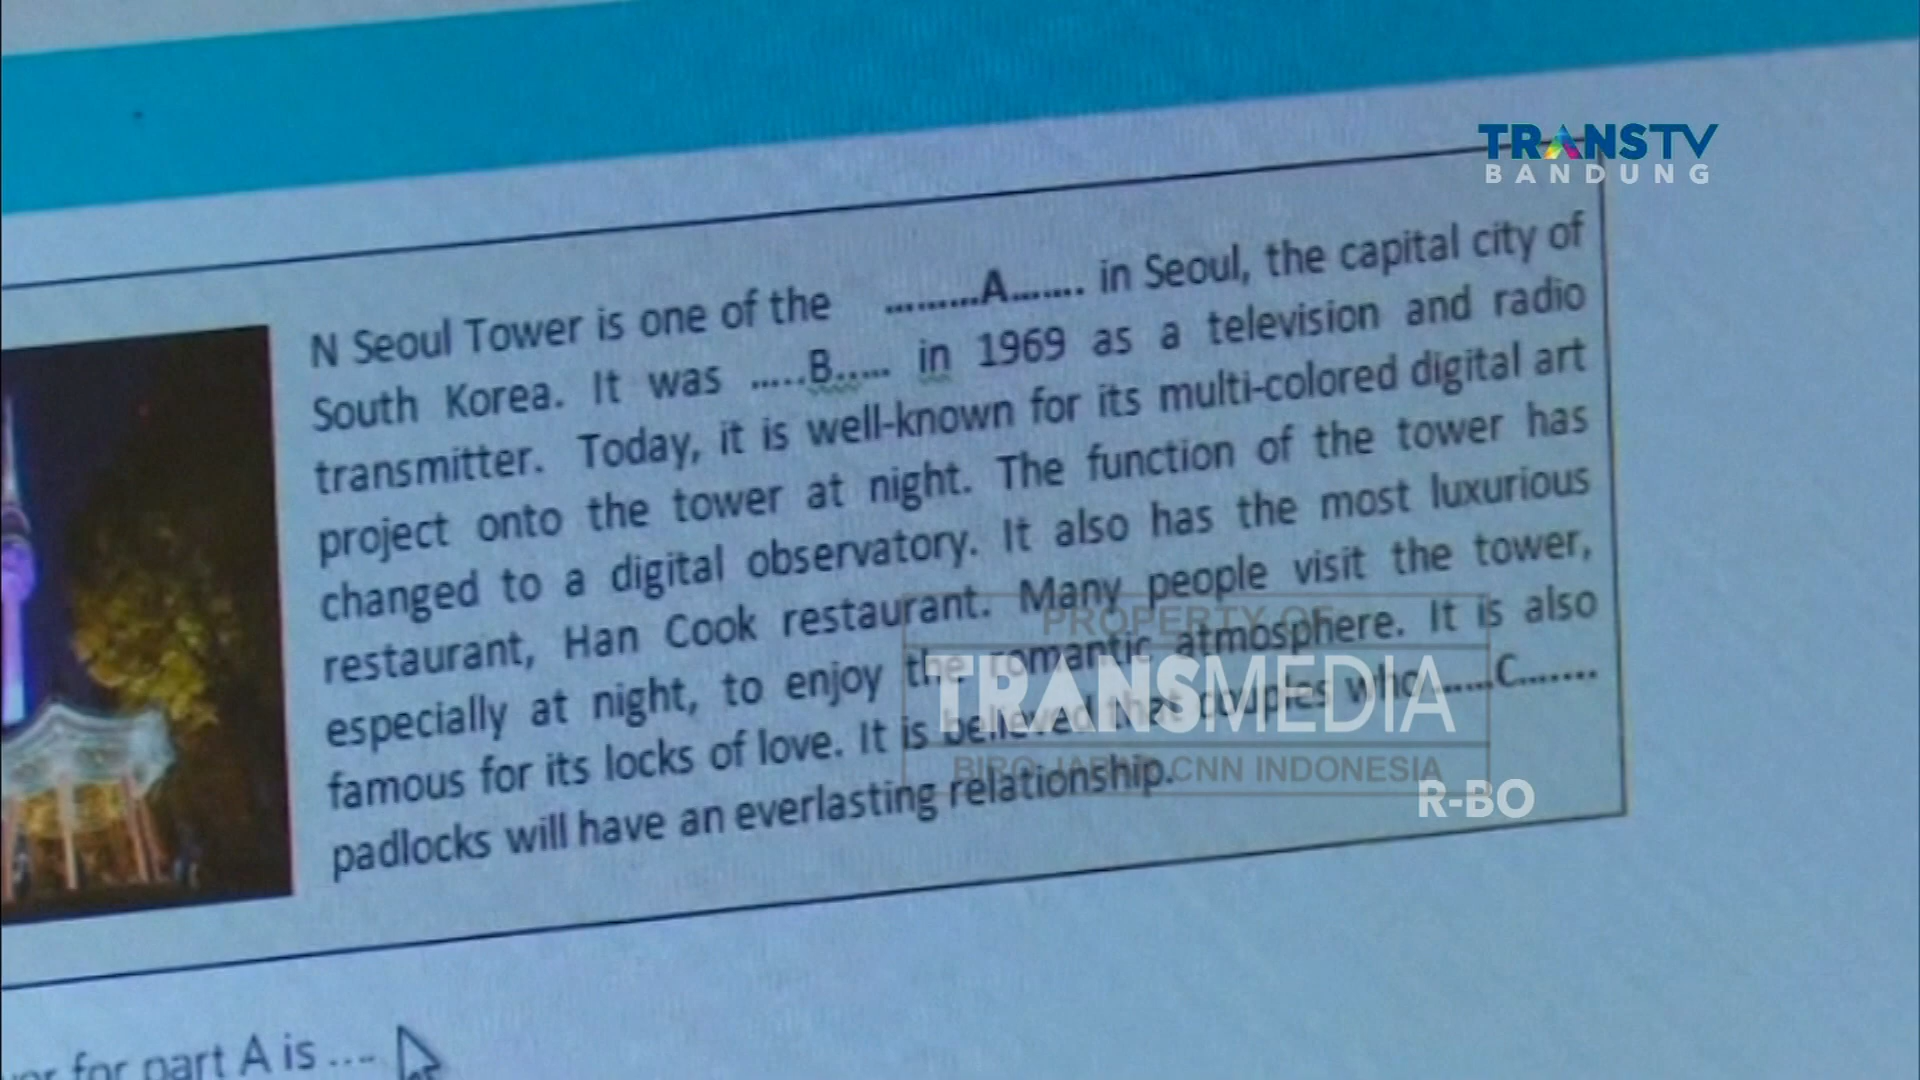 TRANSTV
BANDUNG
N Seoul Tower is one of the ..........A....... in Seoul, the capital city of
South Korea. It was .....B..... in 1969 as a television and radio
transmitter. Today, it is well-known for its multi-colored digital art
project onto the tower at night. The function of the tower has
changed to a digital observatory. It also has the most luxurious
restaurant, Han Cook restaurant. Many people visit the tower,
especially at night, to enjoy the romantic atmosphere. It is also
famous for its locks of love. It is believed that couples who ......C.......
padlocks will have an everlasting relationship.
PROPERTY OF
TRANSMEDIA
BIRO JABAR CNN INDONESIA
R-BO
for part A is ....